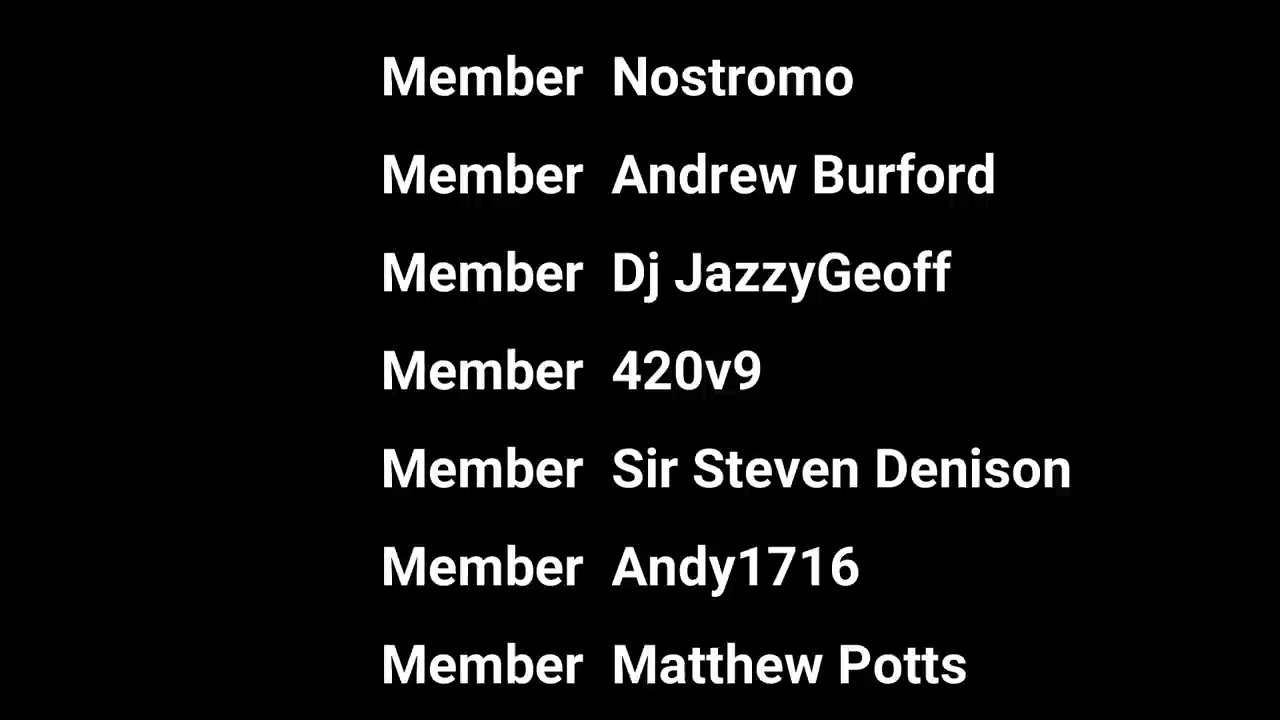 Member Nostromo
Member Andrew Burford
Member Dj JazzyGeoff
Member 420v9
Member Sir Steven Denison
Member Andy1716
Member Matthew Potts